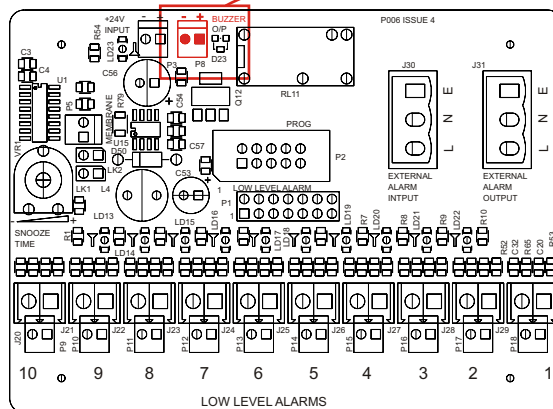 +24V
INPUT
- +
- +
BUZZER
O/P
P006 ISSUE 4
R54
LD23
D23
P3
P8
C3
C4
U1
C56
Q12
RL11
J30
J31
E
N
L
E
N
L
P5
R79
C54
MEMBRANE
VR1
U15
D50
C57
PROG
P2
LK2
LK1
L4
C53
+
1
LOW LEVEL ALARM
EXTERNAL
ALARM
INTPUT
EXTERNAL
ALARM
OUTPUT
P1
1
- +
SNOOZE
TIME
R1
LD13
LD14
LD15
LD16
LD17
LD18
LD19
R7
LD20
R8
LD21
R9
LD22
R10
R52
C32
R65
C20
R53
J20
P9
J21
P10
J22
P11
J23
P12
J24
P13
J25
P14
J26
P15
J27
P16
J28
P17
J29
P18
10 9 8 7 6 5 4 3 2 1
LOW LEVEL ALARMS